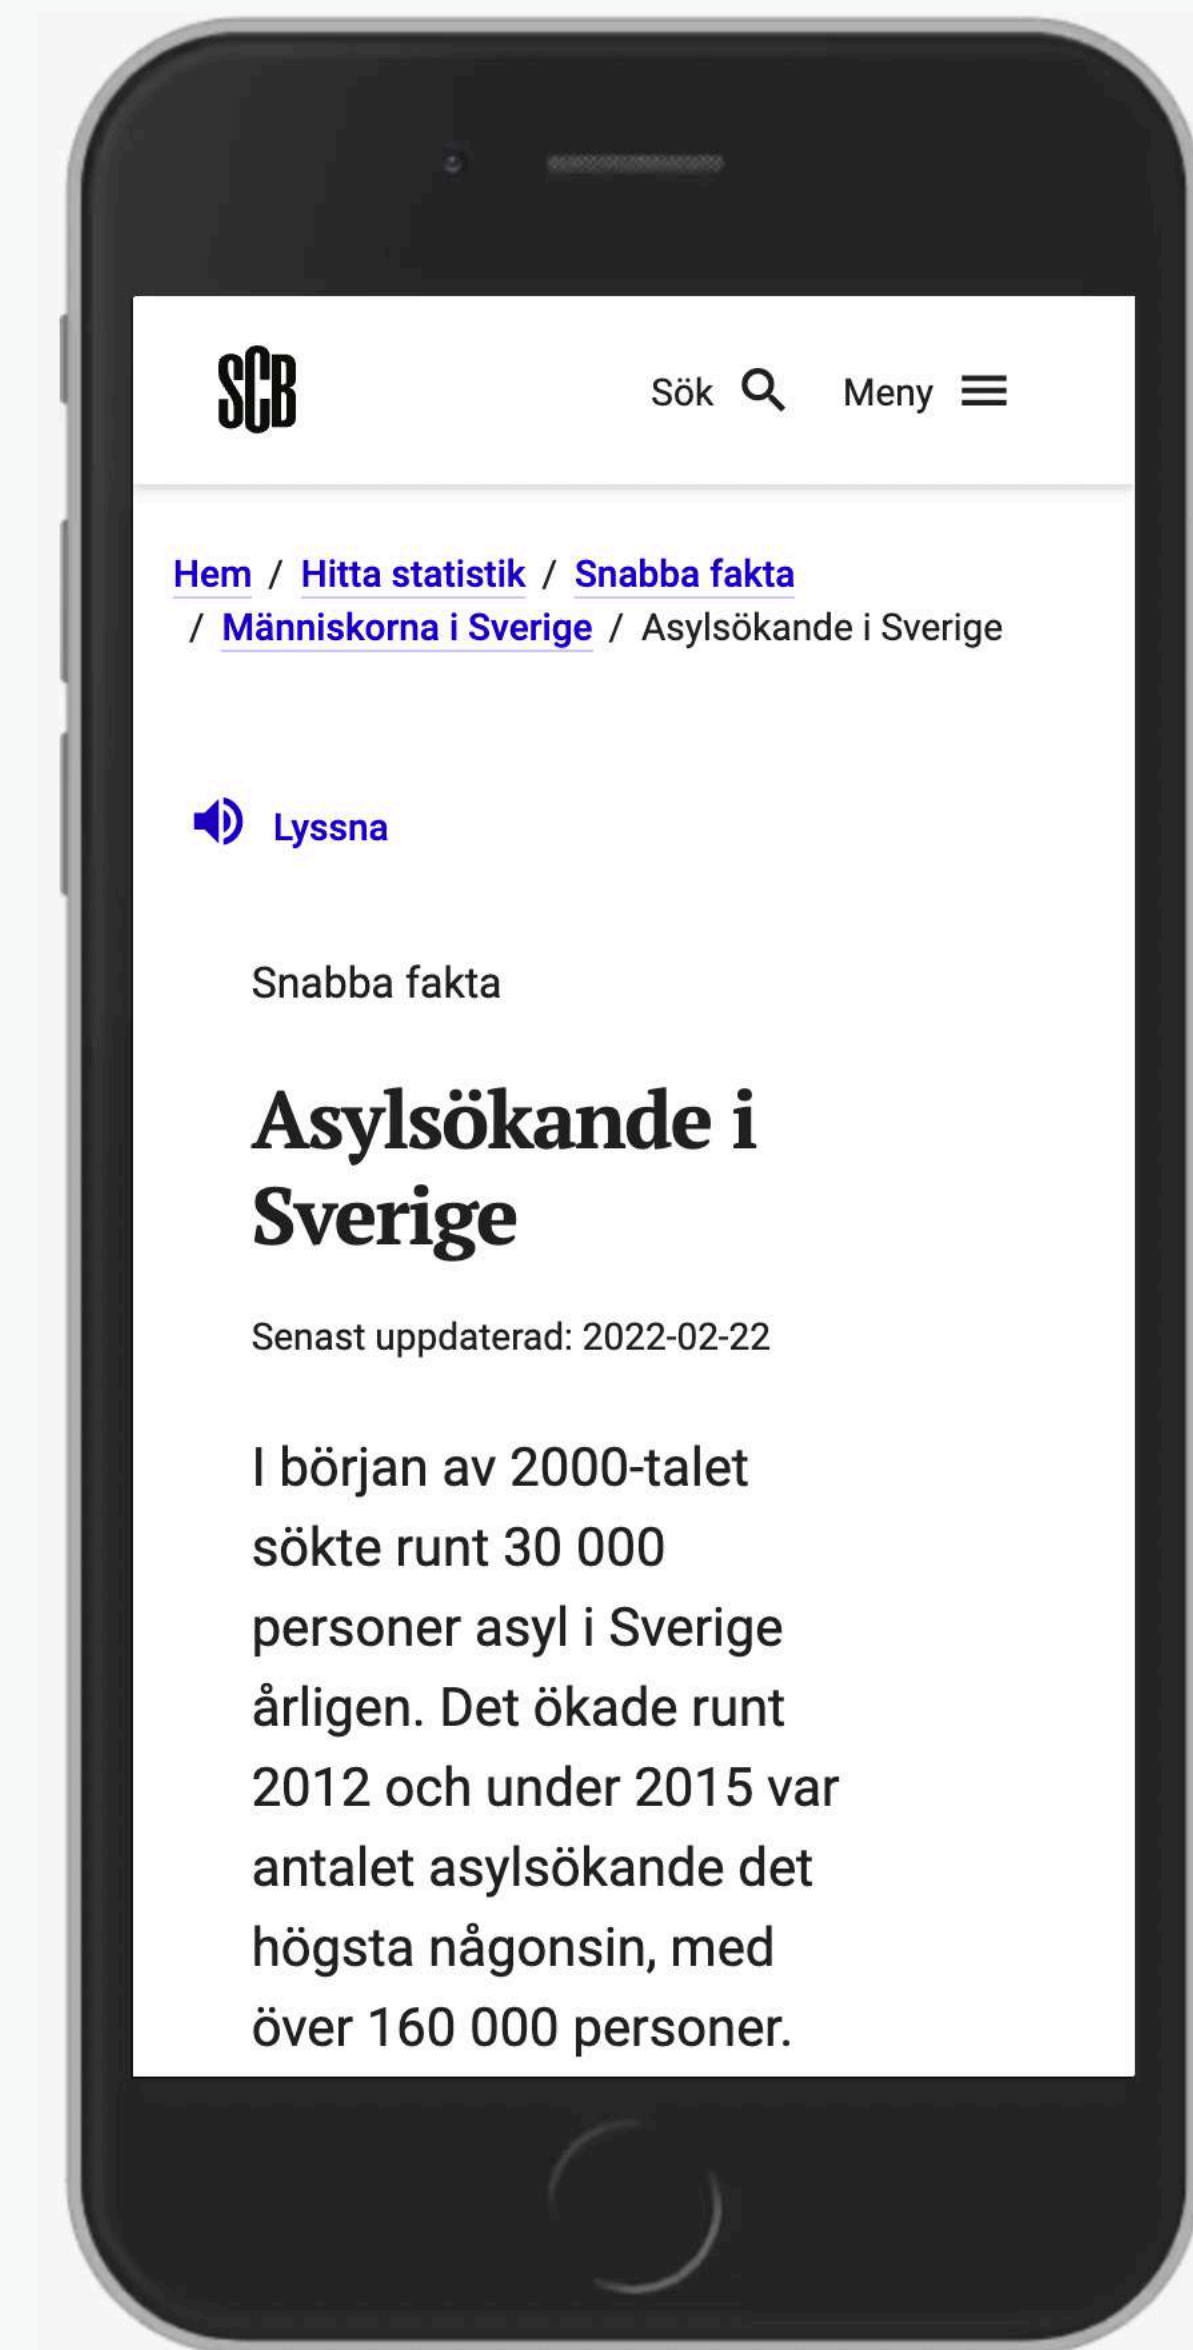 SCB
Sök
Meny
Hem / Hitta statistik / Snabba fakta
/ Människorna i Sverige / Asylsökande i Sverige
Lyssna
Snabba fakta
Asylsökande i
Sverige
Senast uppdaterad: 2022-02-22
I början av 2000-talet
sökte runt 30 000
personer asyl i Sverige
årligen. Det ökade runt
2012 och under 2015 var
antalet asylsökande det
högsta någonsin, med
över 160 000 personer.